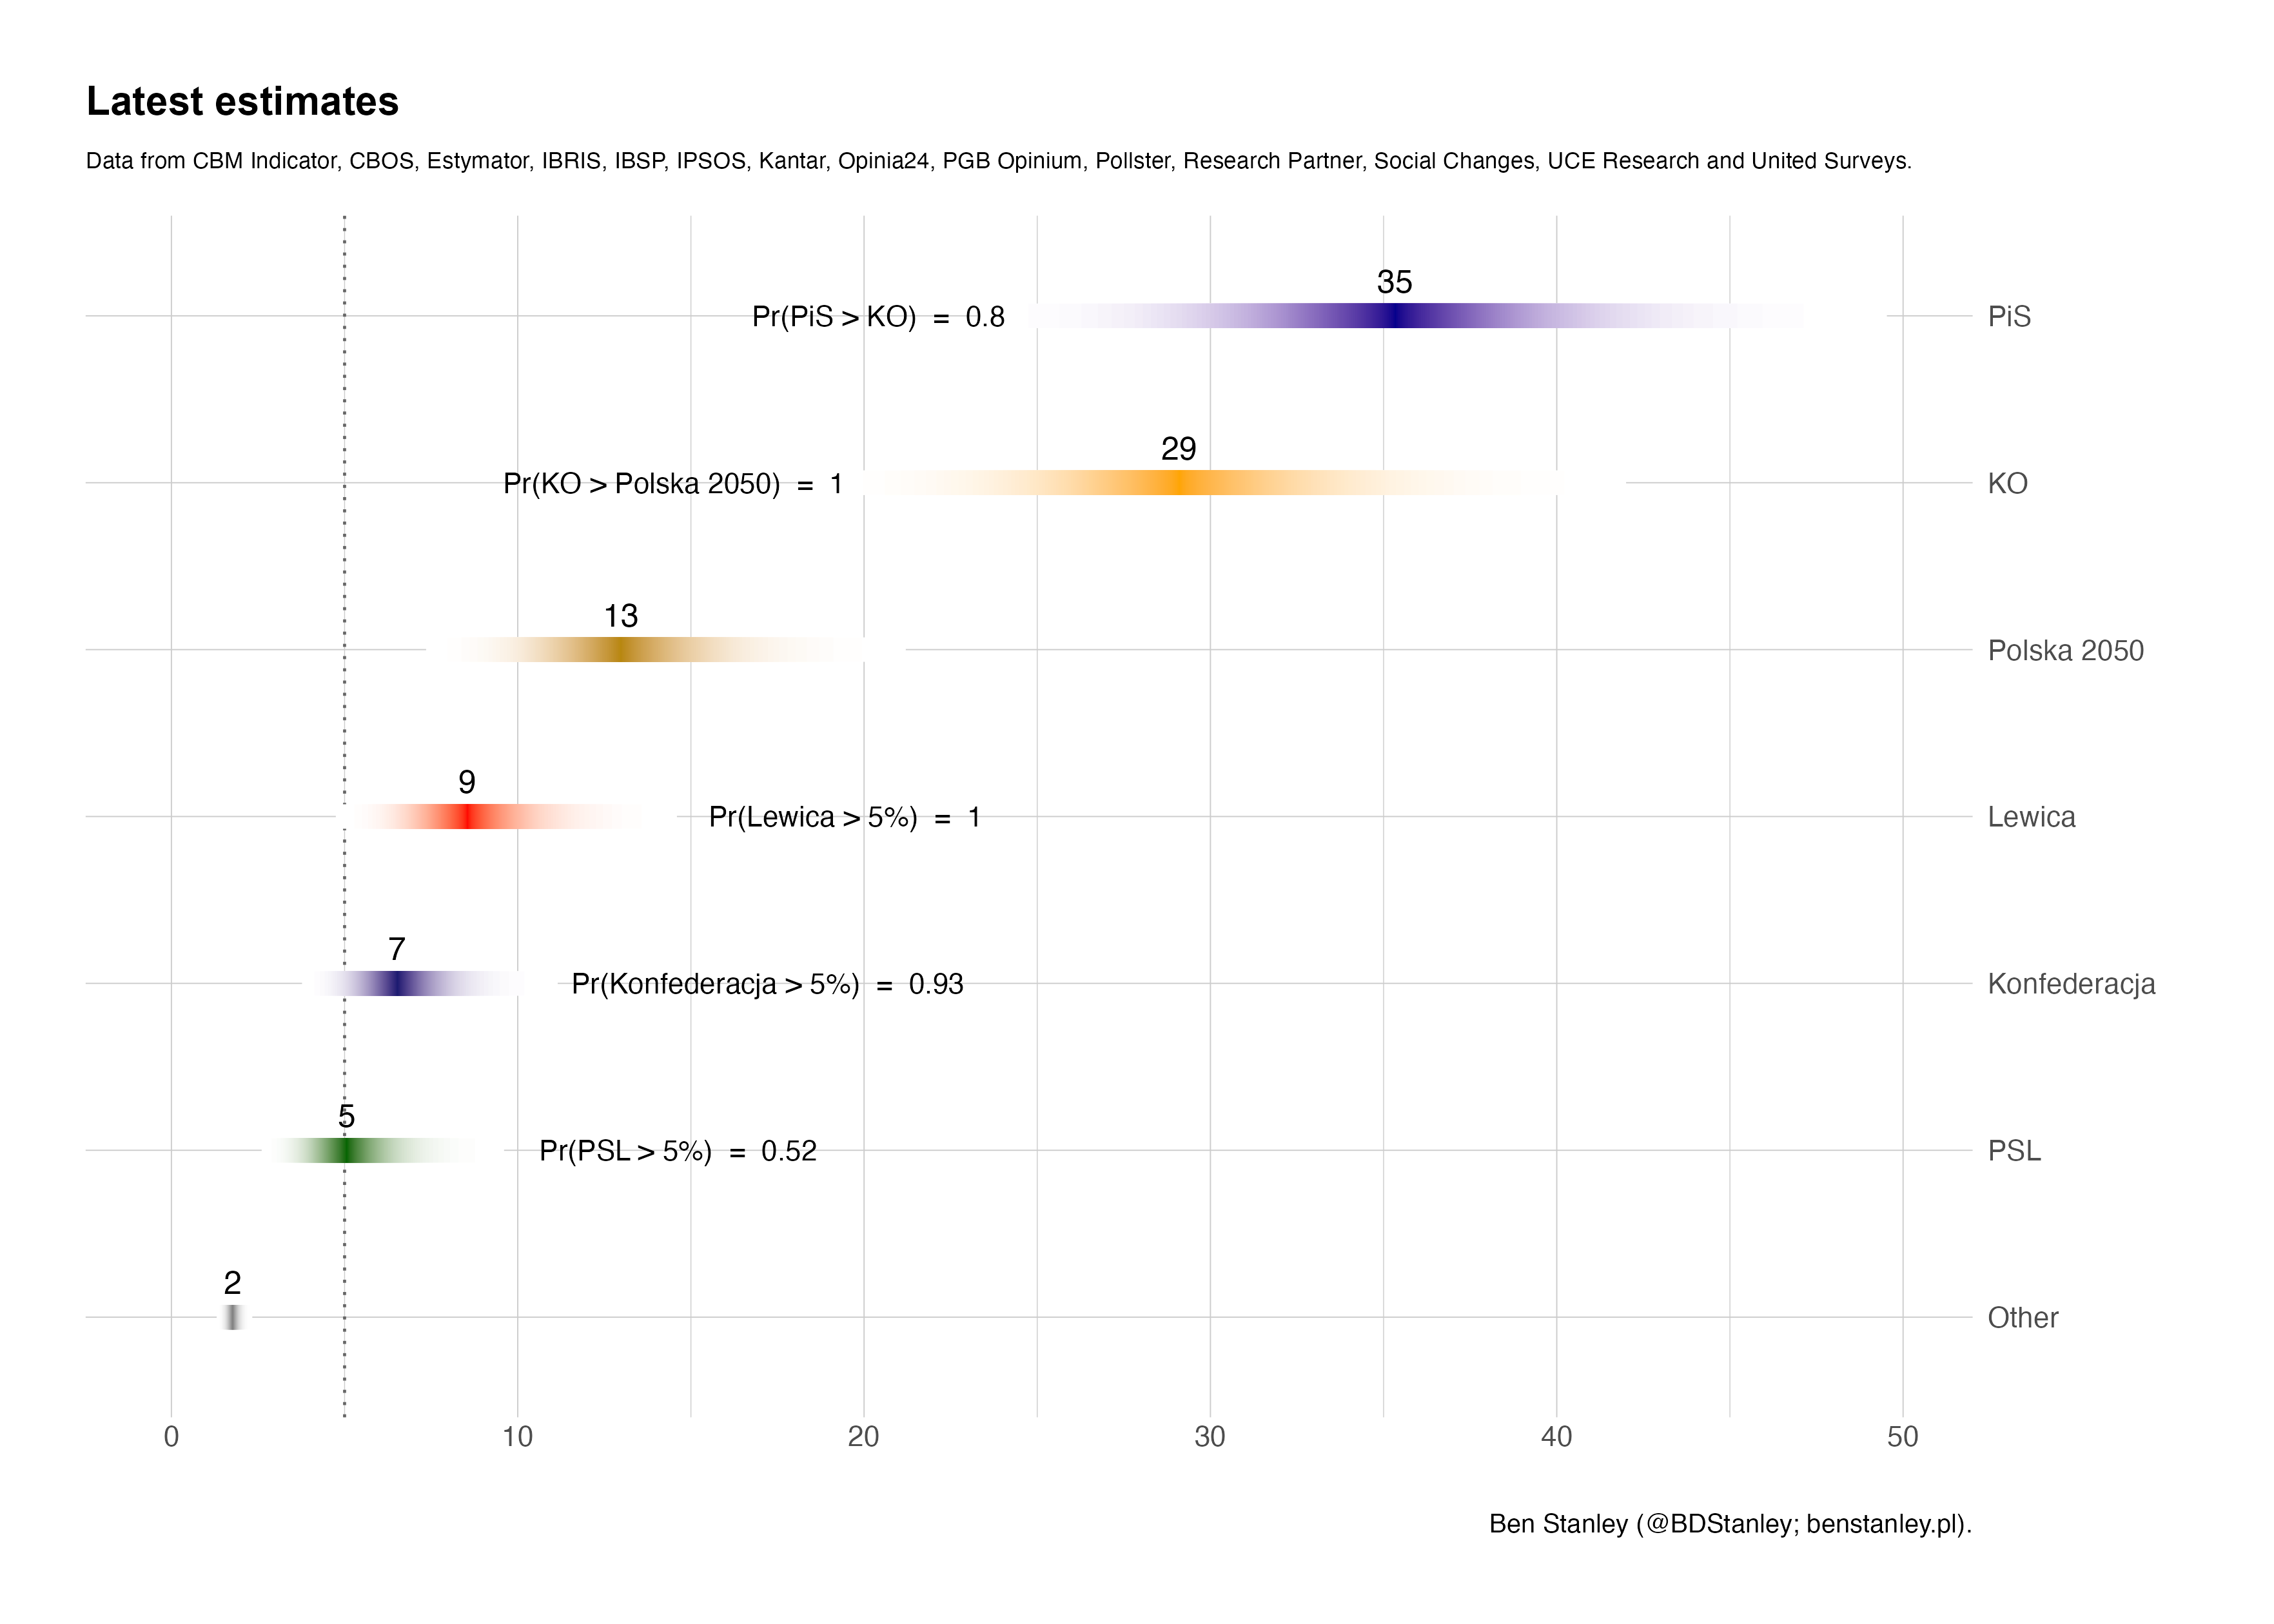 Latest estimates
Data from CBM Indicator, CBOS, Estymator, IBRIS, IBSP, IPSOS, Kantar, Opinia24, PGB Opinium, Pollster, Research Partner, Social Changes, UCE Research and United Surveys.
35
Pr(PiS > KO) = 0.8
PiS
29
Pr(KO > Polska 2050) = 1
KO
13
Polska 2050
9
Pr(Lewica > 5%) = 1
Lewica
7
Pr(Konfederacja > 5%) = 0.93
Konfederacja
5
Pr(PSL > 5%) = 0.52
PSL
2
Other
0 10 20 30 40 50
Ben Stanley (@BDStanley; benstanley.pl).